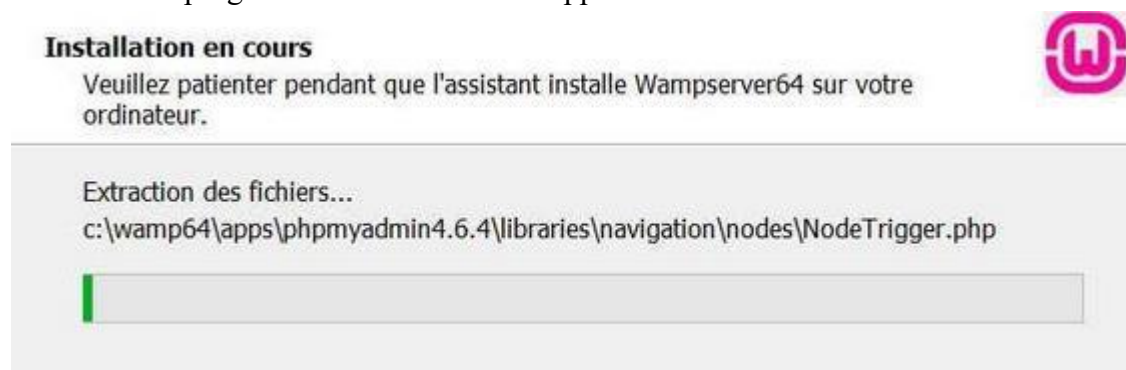 Installation en cours
Veuillez patienter pendant que l'assistant installe Wampserver64 sur votre
ordinateur.
Extraction des fichiers...
c:\wamp64\apps\phpmyadmin4.6.4\libraries\navigation\nodes\NodeTrigger.php